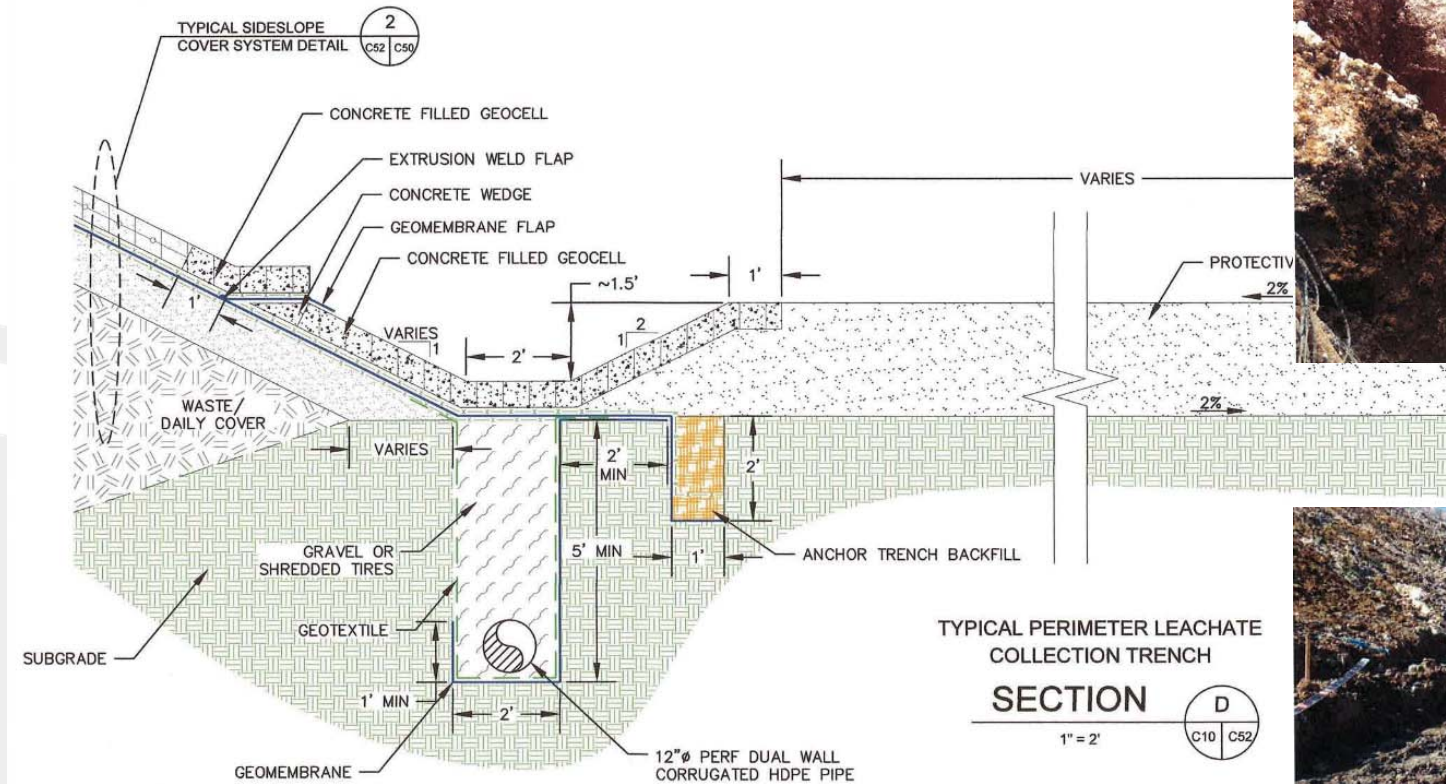 TYPICAL SIDESLOPE
COVER SYSTEM DETAIL
2
C52 C50
CONCRETE FILLED GEOCELL
EXTRUSION WELD FLAP
CONCRETE WEDGE
GEOMEMBRANE FLAP
CONCRETE FILLED GEOCELL
VARIES
1'
~1.5'
1'
PROTECTIV
2%
VARIES
1
2'
2
1
WASTE/
DAILY COVER
2%
VARIES
2'
MIN
2'
GRAVEL OR
SHREDDED TIRES
5' MIN
1'
ANCHOR TRENCH BACKFILL
GEOTEXTILE
SUBGRADE
1' MIN
2'
GEOMEMBRANE
12"ø PERF DUAL WALL
CORRUGATED HDPE PIPE
TYPICAL PERIMETER LEACHATE
COLLECTION TRENCH
SECTION
D
C10 C52
1" = 2'